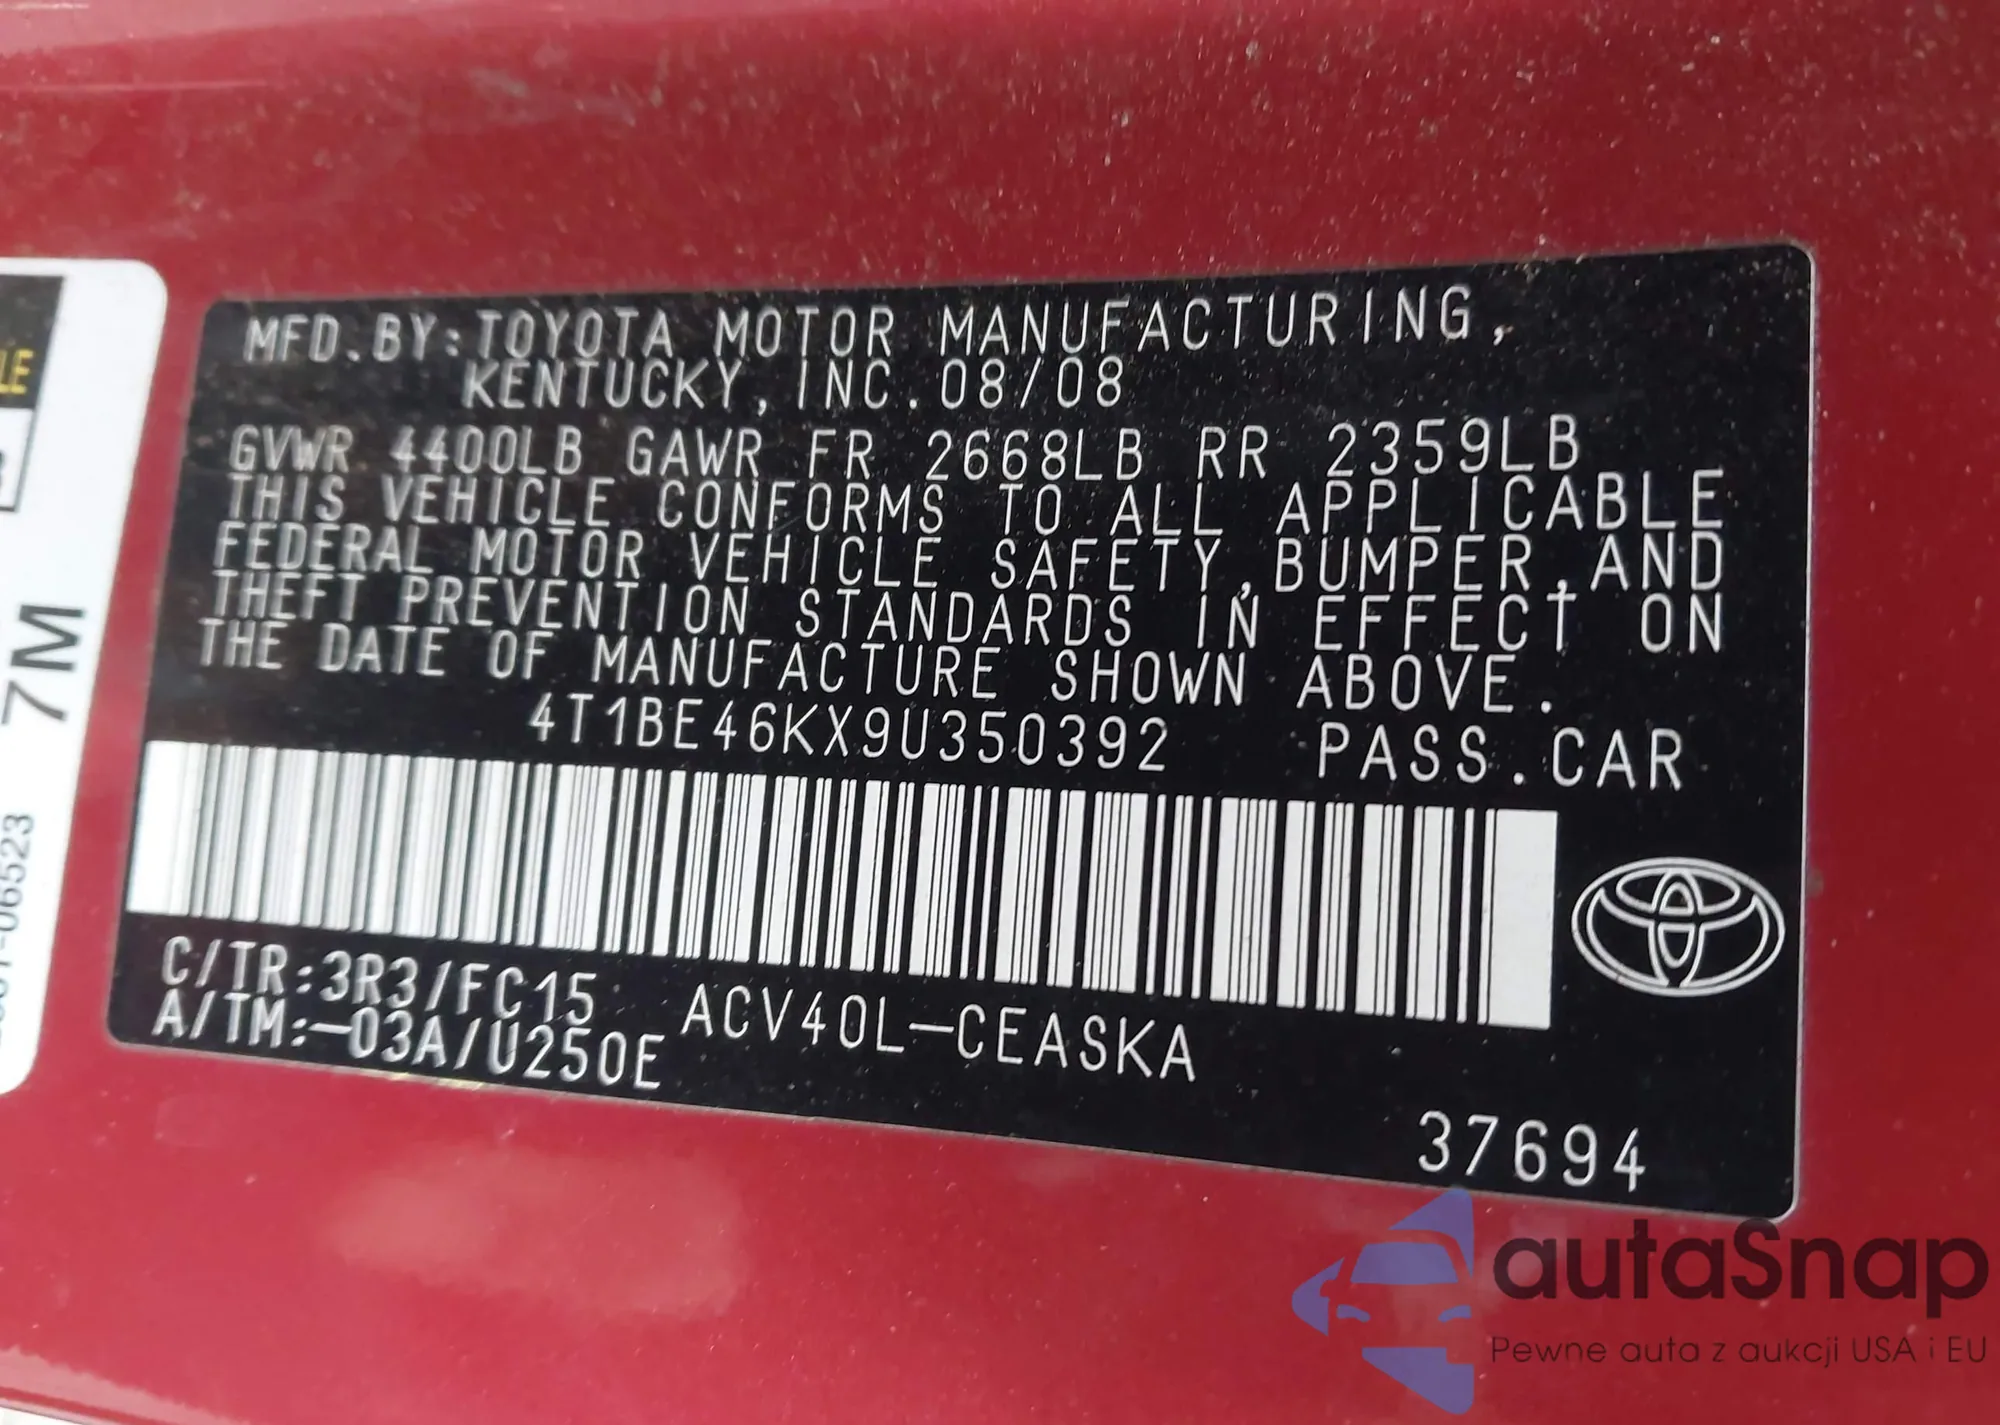 MFD.BY:TOYOTA MOTOR MANUFACTURING,
KENTUCKY, INC.08/08
GVWR 4400LB GAWR FR 2668LB RR 2359LB
THIS VEHICLE CONFORMS TO ALL APPLICABLE
FEDERAL MOTOR VEHICLE SAFETY,BUMPER,AND
THEFT PREVENTION STANDARDS IN EFFECT ON
THE DATE OF MANUFACTURE SHOWN ABOVE.
4T1BE46KX9U350392 PASS.CAR
C/TR:3R3/FC15 ACV40L-CEASKA
A/TM:-03A/U250E
37694
7M
autaSnap
Pewne auta z aukcji USA i EU